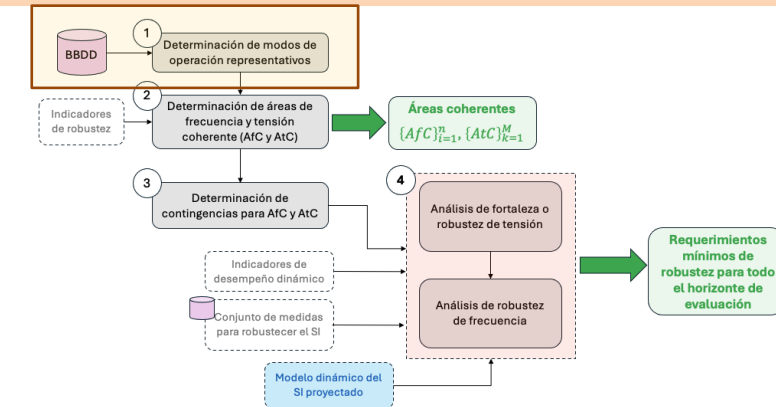 1
BBDD
Determinación de modos de
operación representativos
2
Indicadores
de robustez
Determinación de áreas de
frecuencia y tensión
coherente (AfC y AtC)
Áreas coherentes
{AfC}ⁿᵢ₌₁, {AtC}ᴹₖ₌₁
3
Determinación de
contingencias para AfC y AtC
4
Análisis de fortaleza o
robustez de tensión
Indicadores de
desempeño dinámico
Conjunto de medidas
para robustecer el SI
Análisis de robustez
de frecuencia
Requerimientos
mínimos de
robustez para todo
el horizonte de
evaluación
Modelo dinámico del
SI proyectado